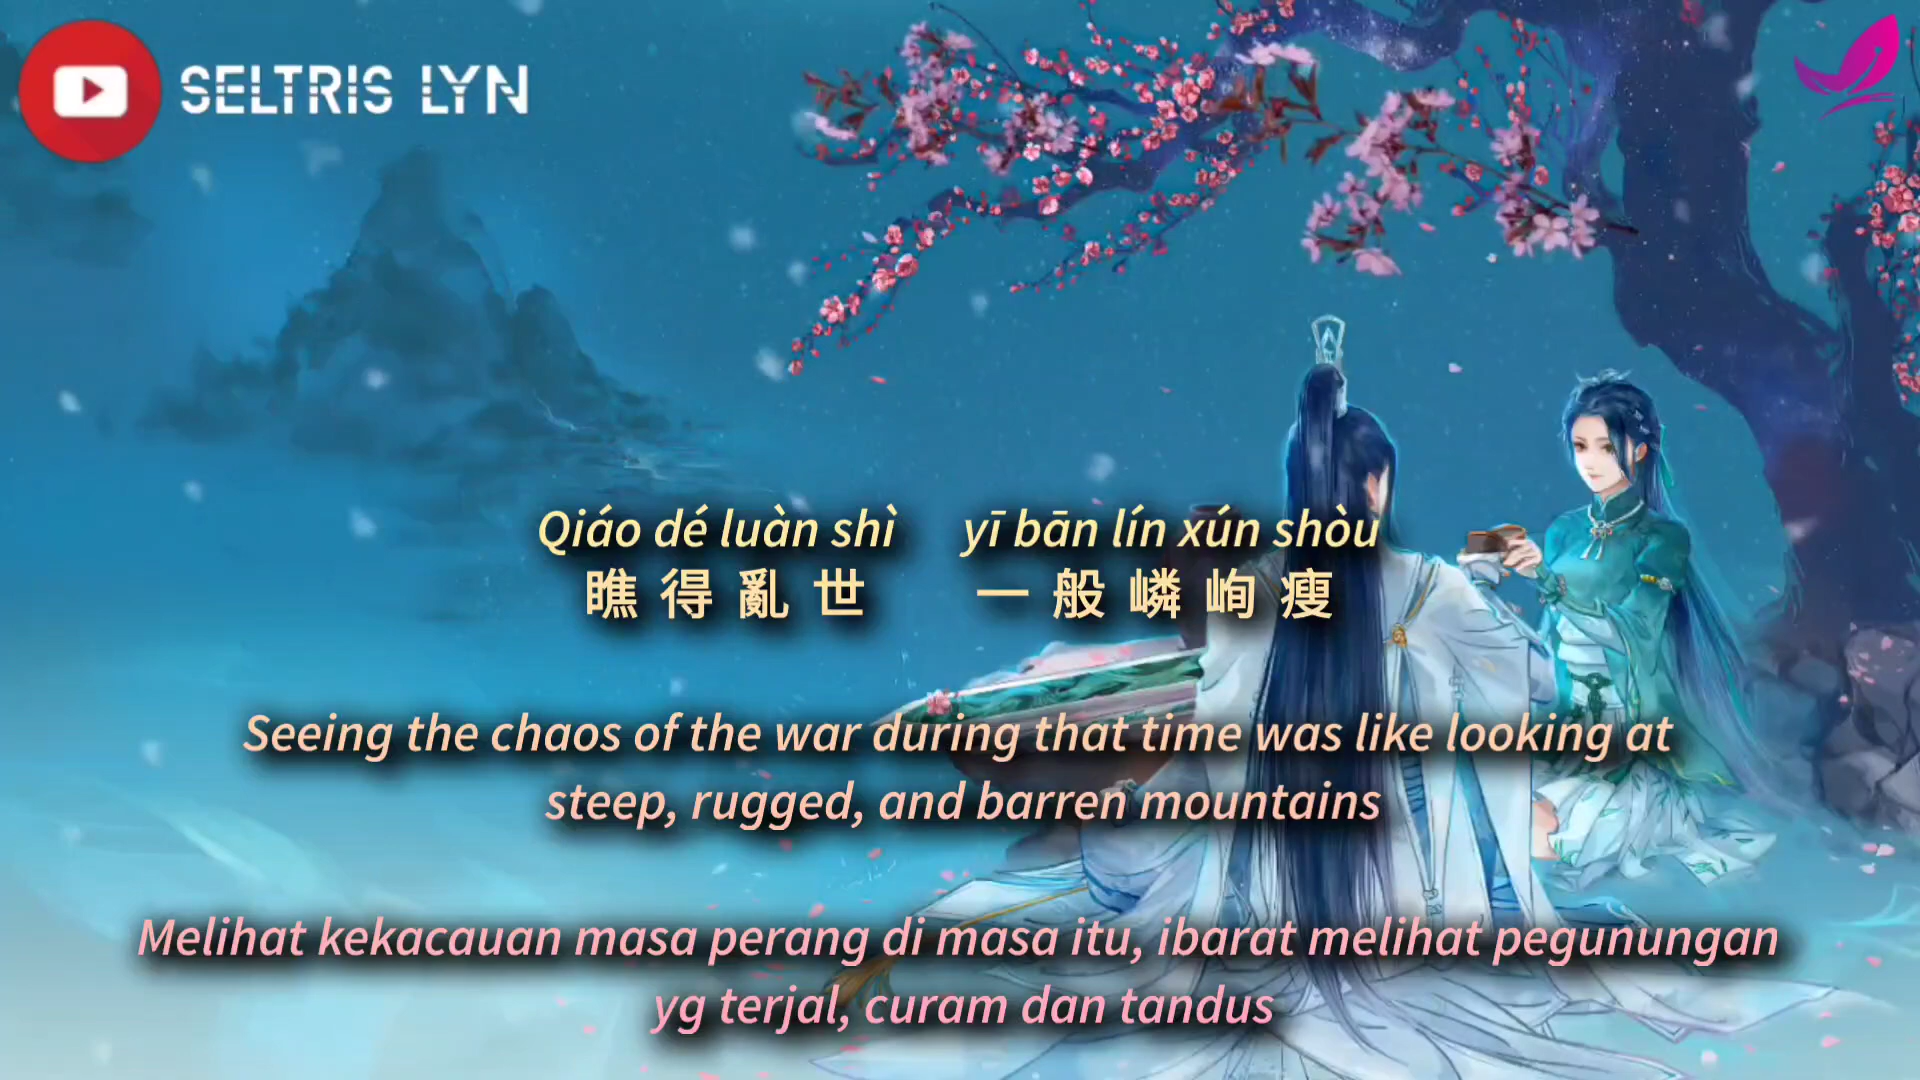 SELTRIS LYN
Qiáo dé luàn shì yī bān lín xún shòu
瞧得亂世 一般嶙峋瘦
Seeing the chaos of the war during that time was like looking at
steep, rugged, and barren mountains
Melihat kekacauan masa perang di masa itu, ibarat melihat pegunungan
yg terjal, curam dan tandus